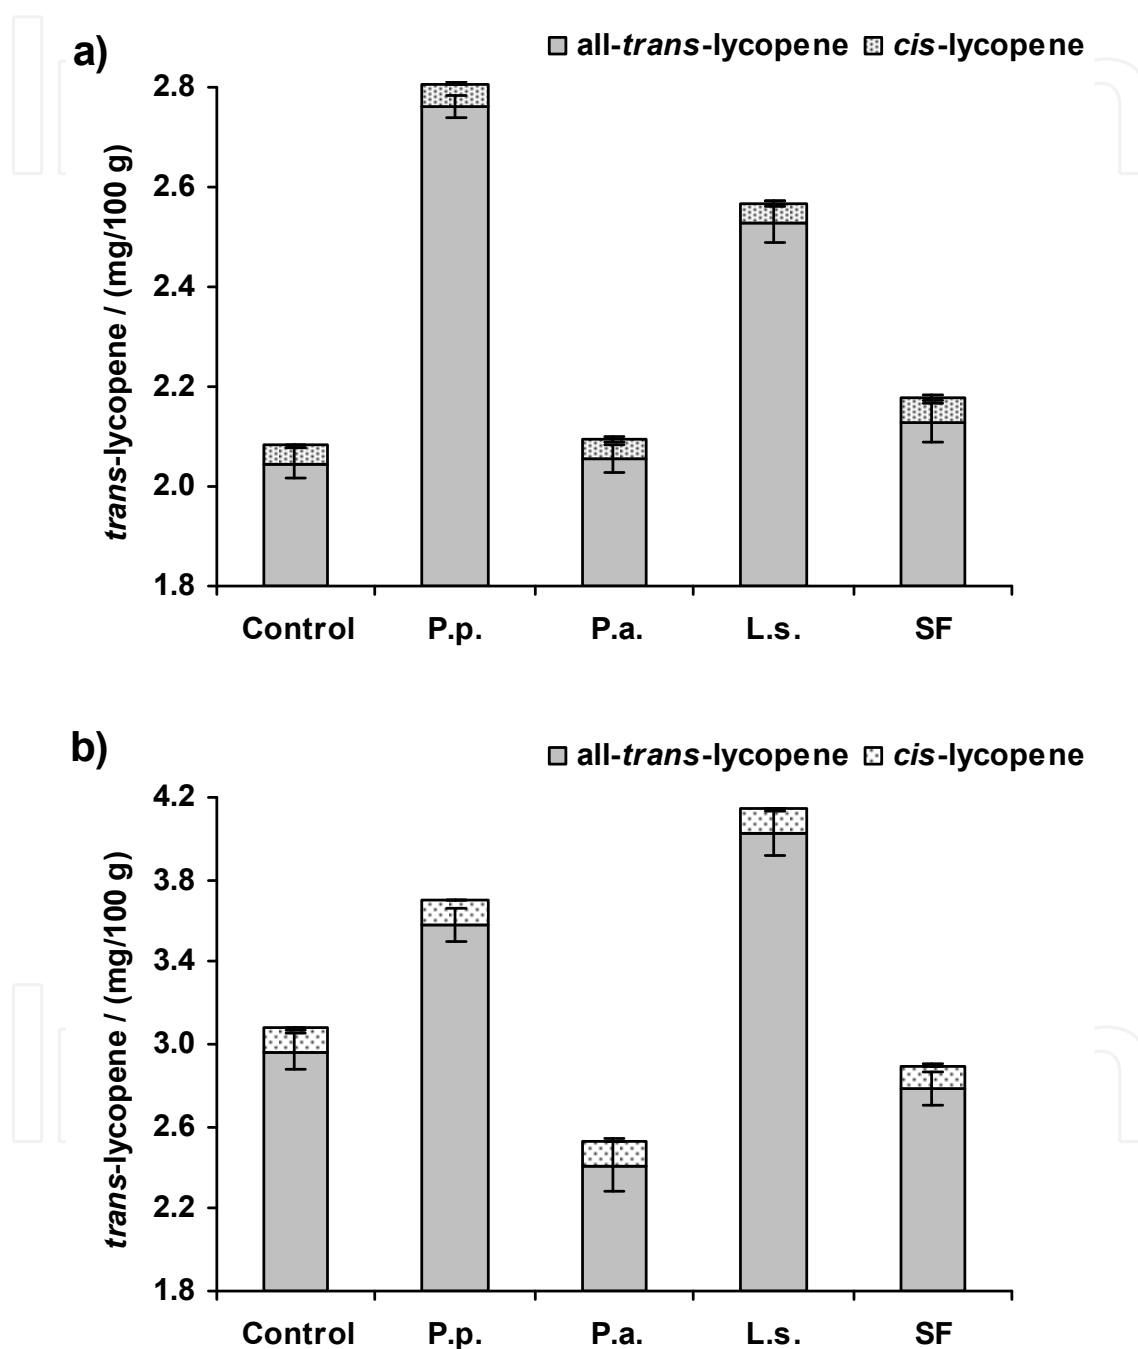 a)
all-trans-lycopene cis-lycopene
trans-lycopene / (mg/100 g)
2.8
2.6
2.4
2.2
2.0
1.8
Control P.p. P.a. L.s. SF
b)
all-trans-lycopene cis-lycopene
trans-lycopene / (mg/100 g)
4.2
3.8
3.4
3.0
2.6
2.2
1.8
Control P.p. P.a. L.s. SF